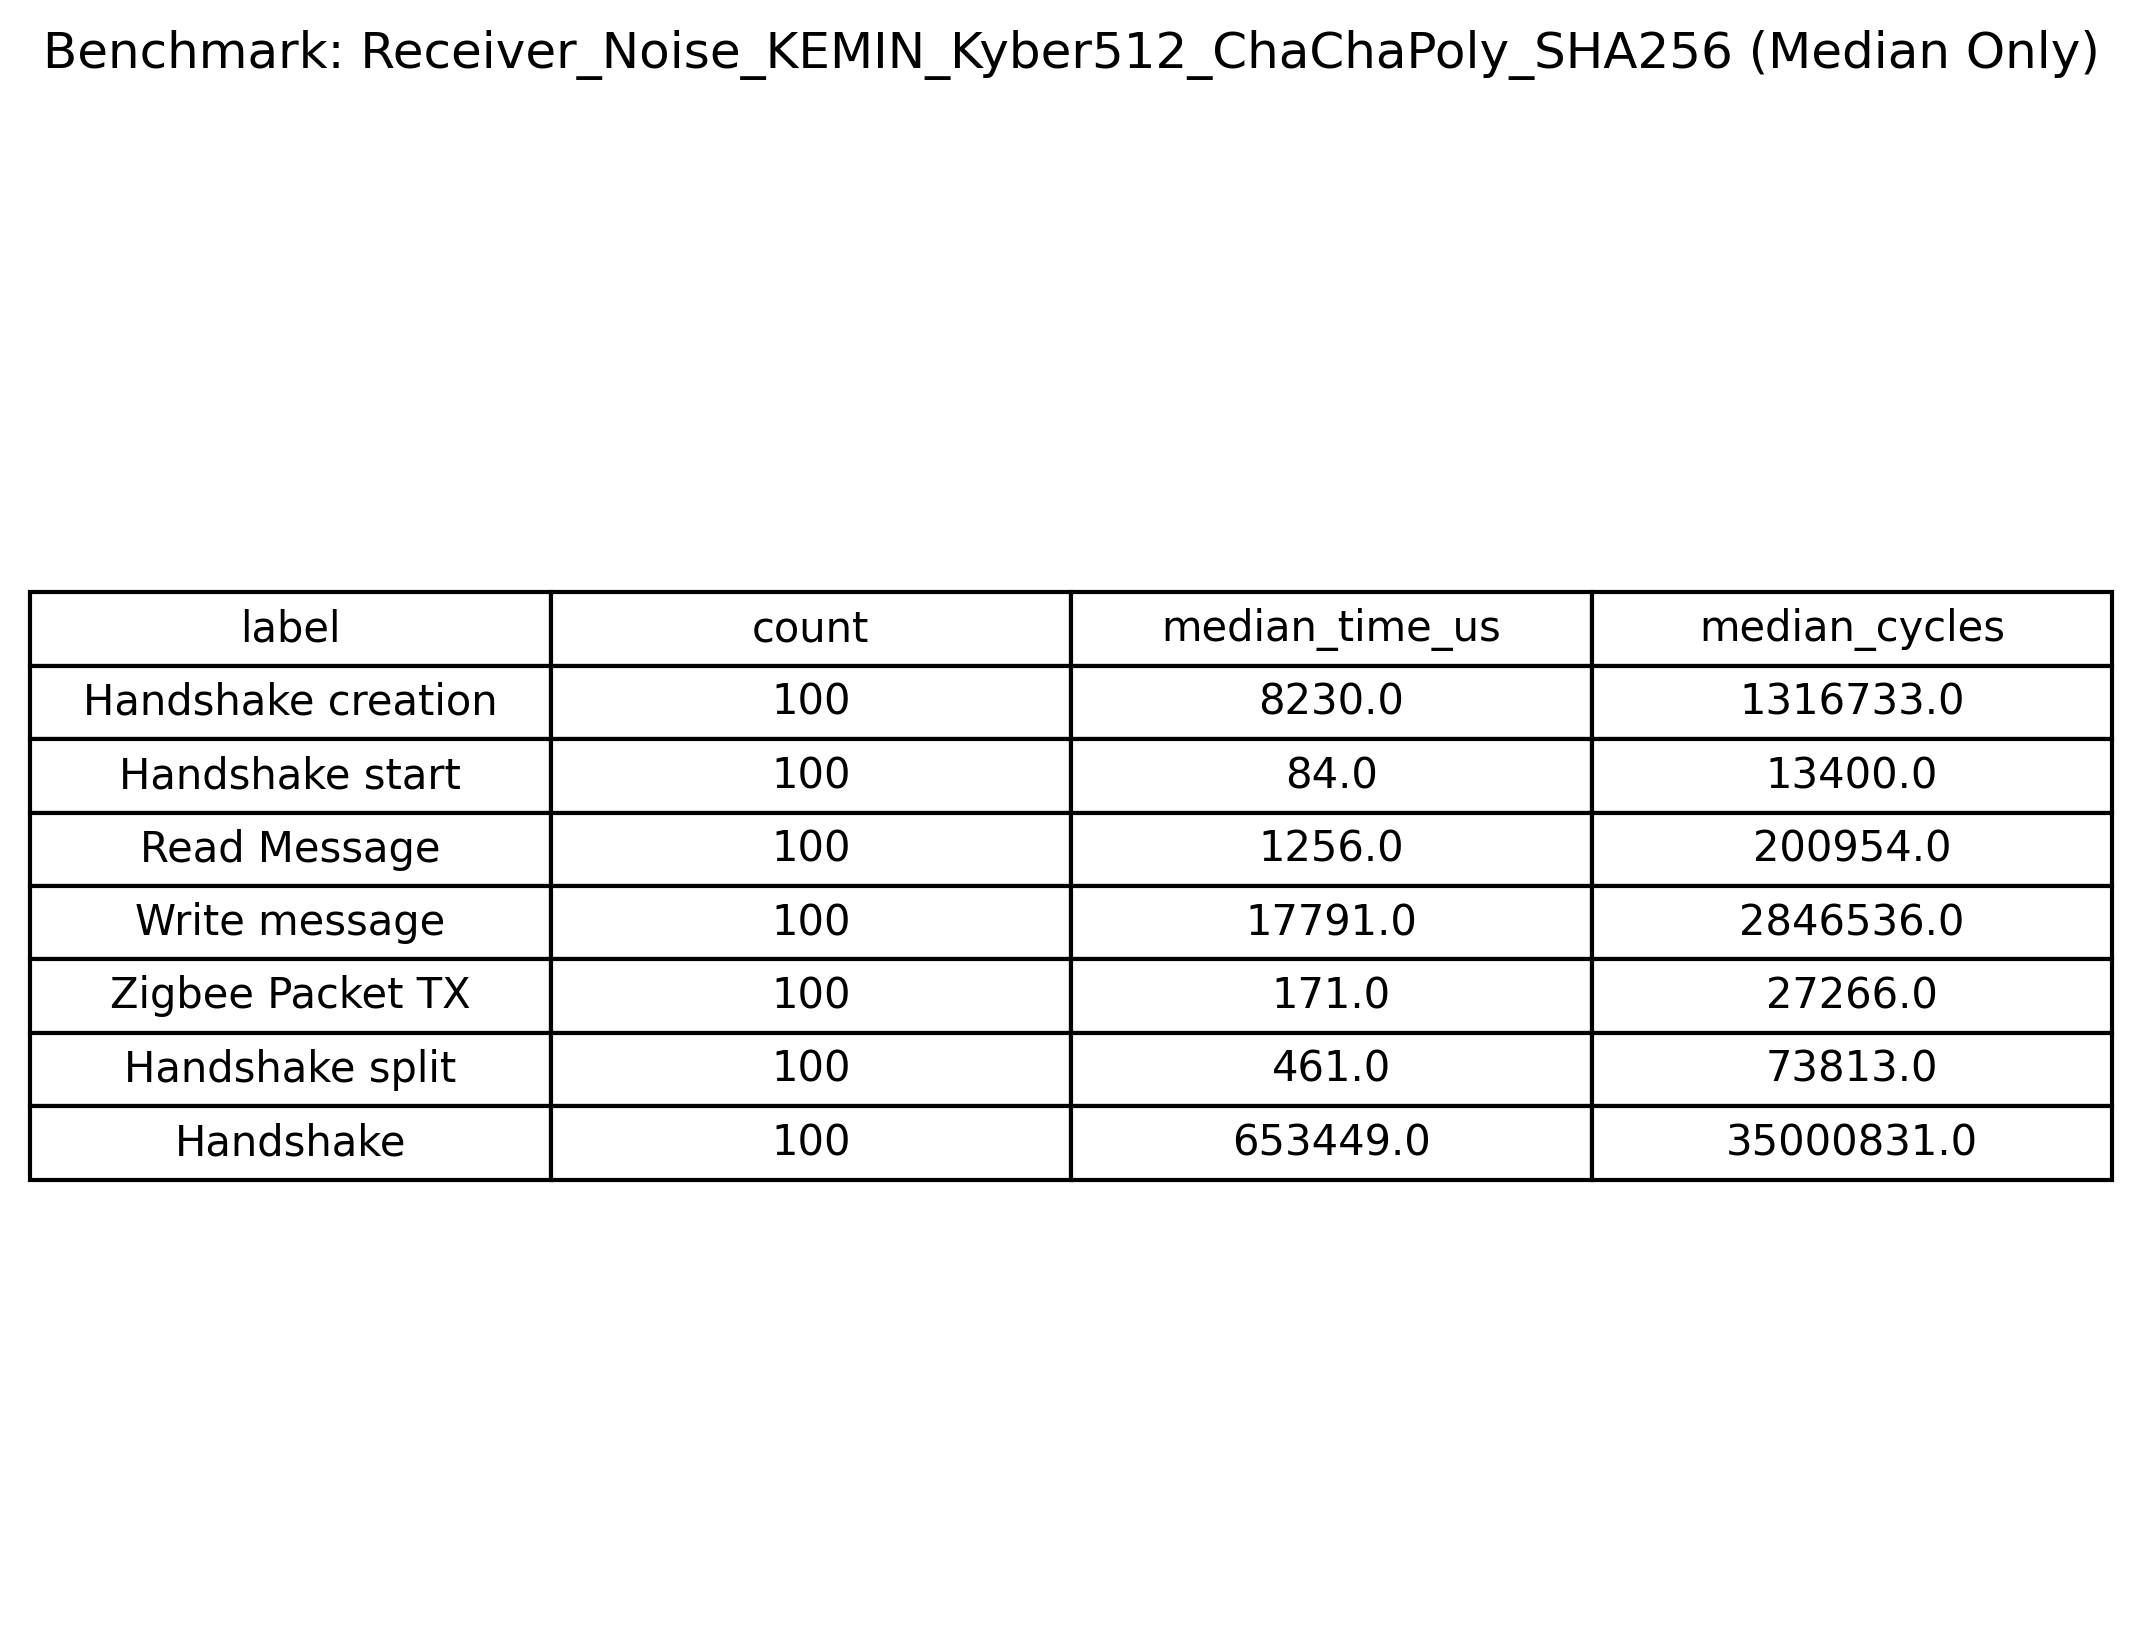 Benchmark: Receiver_Noise_KEMIN_Kyber512_ChaChaPoly_SHA256 (Median Only)
label count median_time_us median_cycles
Handshake creation 100 8230.0 1316733.0
Handshake start 100 84.0 13400.0
Read Message 100 1256.0 200954.0
Write message 100 17791.0 2846536.0
Zigbee Packet TX 100 171.0 27266.0
Handshake split 100 461.0 73813.0
Handshake 100 653449.0 35000831.0